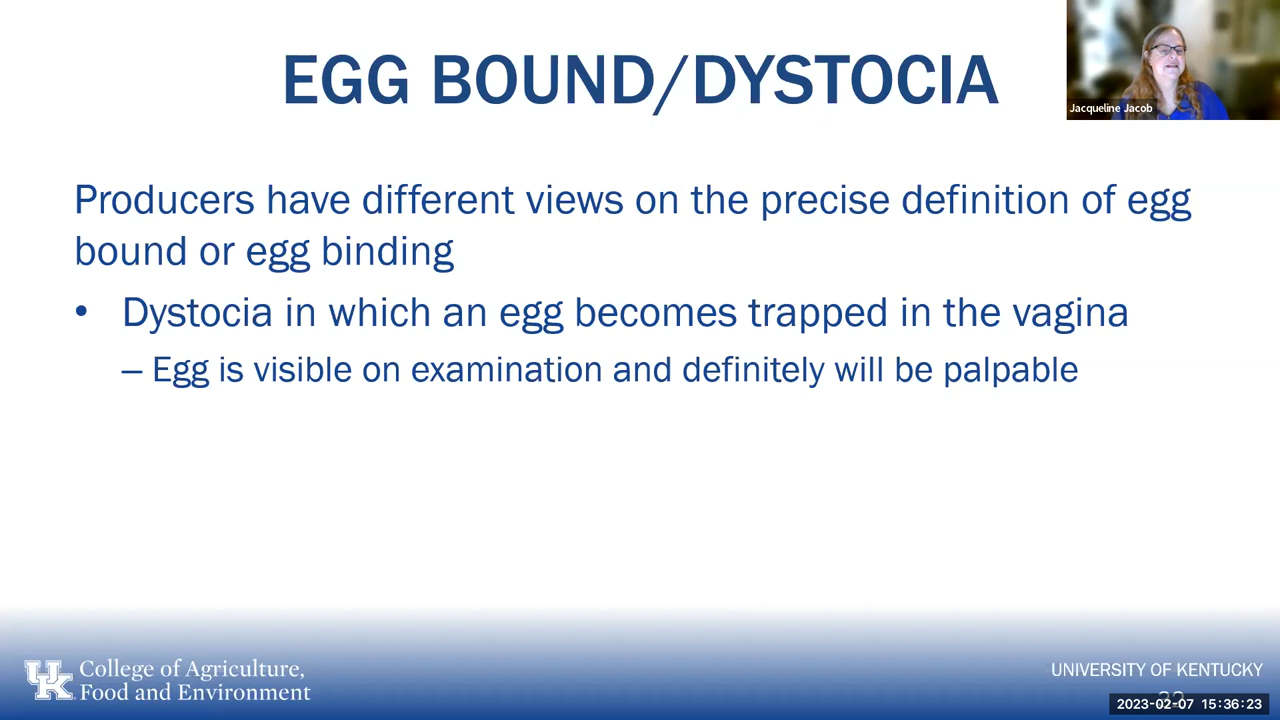 EGG BOUND/DYSTOCIA
Jacqueline Jacob
Producers have different views on the precise definition of egg
bound or egg binding
• Dystocia in which an egg becomes trapped in the vagina
– Egg is visible on examination and definitely will be palpable
UK
College of Agriculture,
Food and Environment
UNIVERSITY OF KENTUCKY
2023-02-07 15:36:23